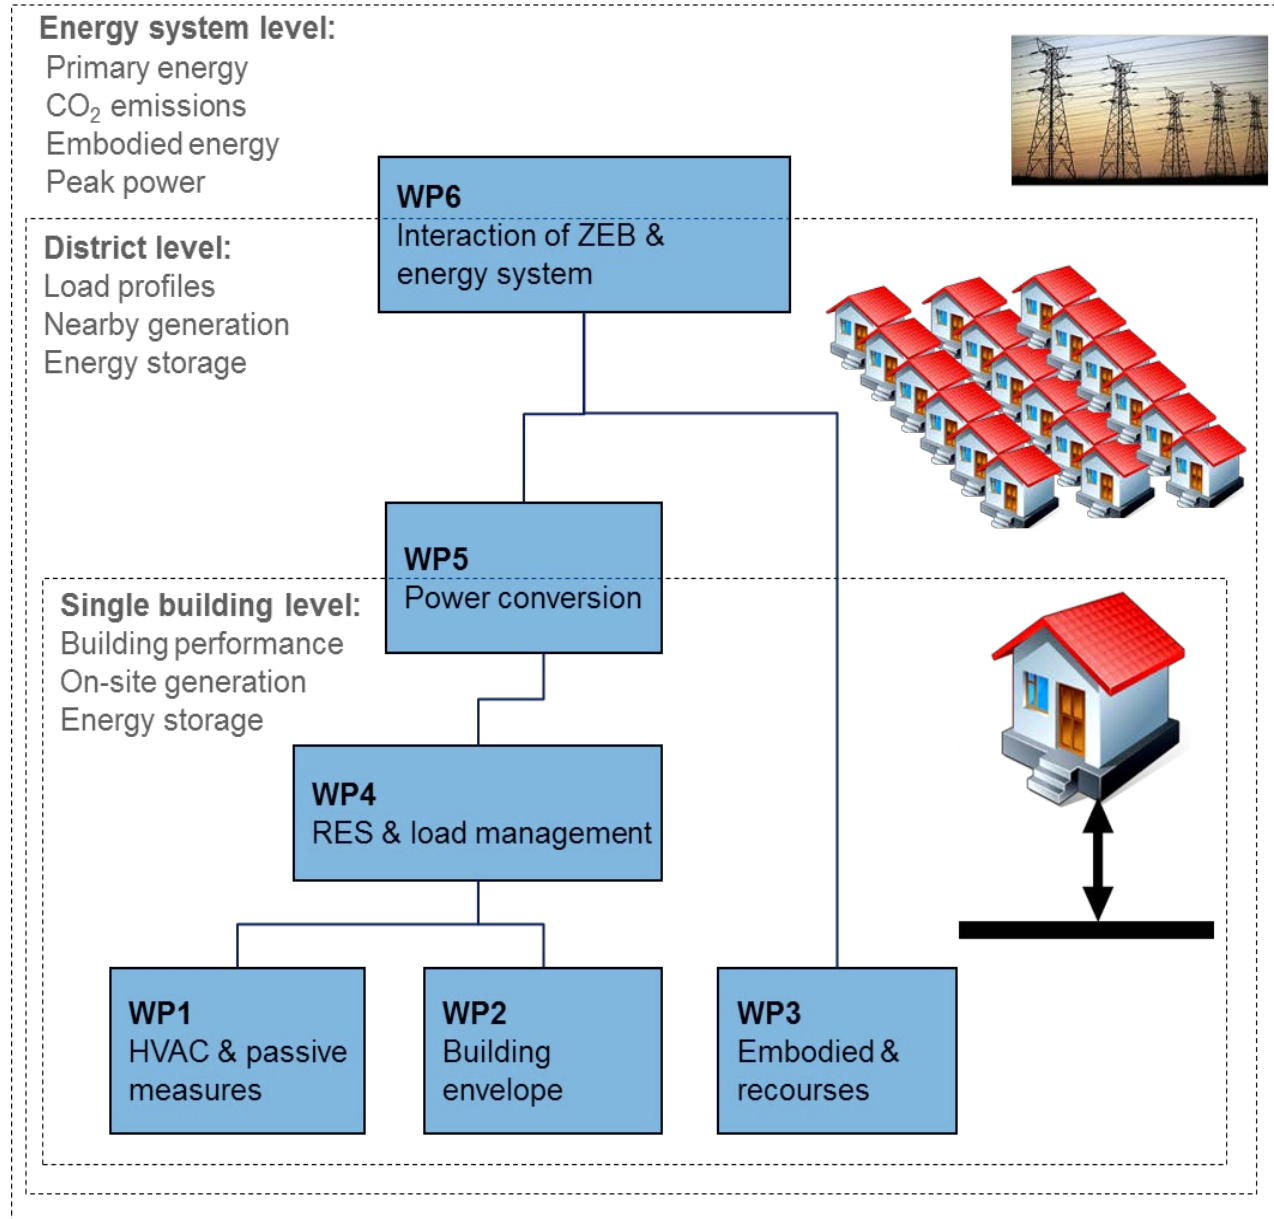 Energy system level:
Primary energy
CO₂ emissions
Embodied energy
Peak power
WP6
Interaction of ZEB &
energy system
District level:
Load profiles
Nearby generation
Energy storage
WP5
Power conversion
Single building level:
Building performance
On-site generation
Energy storage
WP4
RES & load management
WP1
HVAC & passive
measures
WP2
Building
envelope
WP3
Embodied &
recourses